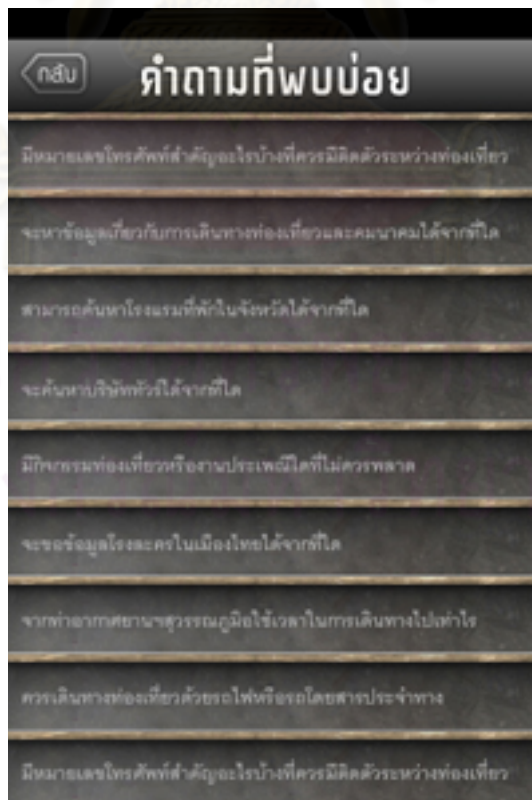 กลับ
คำถามที่พบบ่อย
มีหมายเลขโทรศัพท์สำคัญอะไรบ้างที่ควรมีติดตัวระหว่างท่องเที่ยว
จะหาข้อมูลเกี่ยวกับการเดินทางท่องเที่ยวและคมนาคมได้จากที่ใด
สามารถค้นหาโรงแรมที่พักในจังหวัดได้จากที่ใด
จะค้นหาบริษัททัวร์ได้จากที่ใด
มีกิจกรรมท่องเที่ยวหรืองานประเพณีใดที่ไม่ควรพลาด
จะขอข้อมูลโรงละครในเมืองไทยได้จากที่ใด
จากท่าอากาศยานฯสุวรรณภูมิใช้เวลาในการเดินทางไปเท่าไร
ควรเดินทางท่องเที่ยวด้วยรถไฟหรือรถโดยสารประจำทาง
มีหมายเลขโทรศัพท์สำคัญอะไรบ้างที่ควรมีติดตัวระหว่างท่องเที่ยว